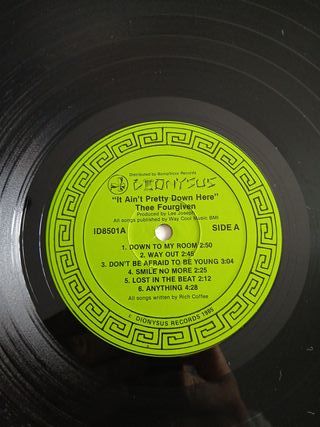 Distributed by Bomp/Voxx Records
DIONYSUS
"It Ain't Pretty Down Here"
Thee Fourgiven
Produced by Lee Joseph
All songs published by Way Cool Music BMI
ID8501A SIDE A
1. DOWN TO MY ROOM 2:50
2. WAY OUT 2:45
3. DON'T BE AFRAID TO BE YOUNG 3:04
4. SMILE NO MORE 2:25
5. LOST IN THE BEAT 2:12
6. ANYTHING 4:28
All songs written by Rich Coffee
c. DIONYSUS RECORDS 1985